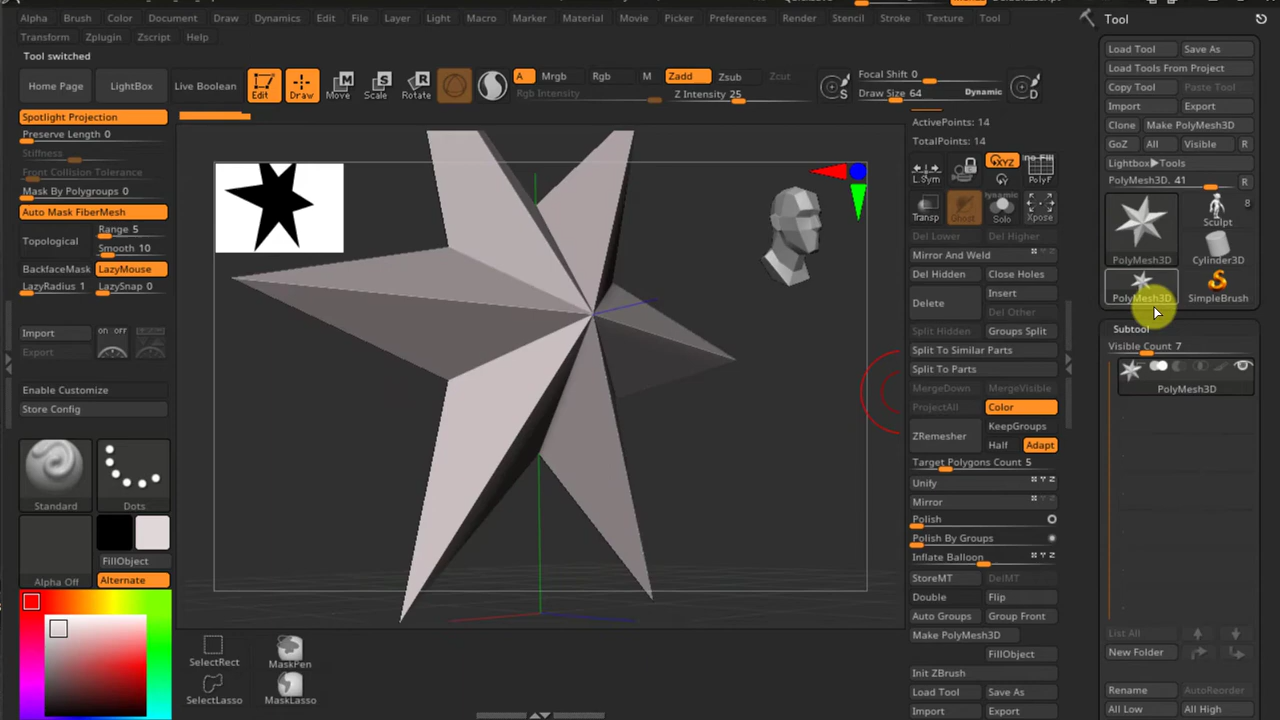 Alpha Brush Color Document Draw Dynamics Edit File Layer Light Macro Marker Material Movie Picker Preferences Render Stencil Stroke Texture Tool
Transform Zplugin Zscript Help
Tool switched
Home Page LightBox Live Boolean Edit Draw Move Scale Rotate
A Mrgb Rgb M Zadd Zsub Zcut
Rgb Intensity Z Intensity 25
Focal Shift 0
Draw Size 64 Dynamic
S D
Spotlight Projection
Preserve Length 0
Stiffness
Front Collision Tolerance
Mask By Polygroups 0
Auto Mask FiberMesh
Topological Range 5
Smooth 10
BackfaceMask LazyMouse
LazyRadius 1 LazySnap 0
Import on off
Export
Enable Customize
Store Config
Standard Dots
Alpha Off
FillObject
Alternate
SelectRect MaskPen
SelectLasso MaskLasso
ActivePoints: 14
TotalPoints: 14
L.Sym XYZ PolyF
Transp Ghost Dynamic Solo Xpose
Del Lower Del Higher
Mirror And Weld
Del Hidden Close Holes
Delete Insert
Del Other
Split Hidden Groups Split
Split To Similar Parts
Split To Parts
MergeDown MergeVisible
ProjectAll Color
ZRemesher KeepGroups
Half Adapt
Target Polygons Count 5
Unify X Y Z
Mirror X Y Z
Polish
Polish By Groups
Inflate Balloon X Y Z
StoreMT DelMT
Double Flip
Auto Groups Group Front
Make PolyMesh3D
FillObject
Init ZBrush
Load Tool Save As
Import Export
Tool
Load Tool Save As
Load Tools From Project
Copy Tool Paste Tool
Import Export
Clone Make PolyMesh3D
GoZ All Visible R
Lightbox▶Tools
PolyMesh3D. 41 R
8
PolyMesh3D Sculpt
Cylinder3D
PolyMesh3D SimpleBrush
Subtool
Visible Count 7
PolyMesh3D
List All
New Folder
Rename AutoReorder
All Low All High